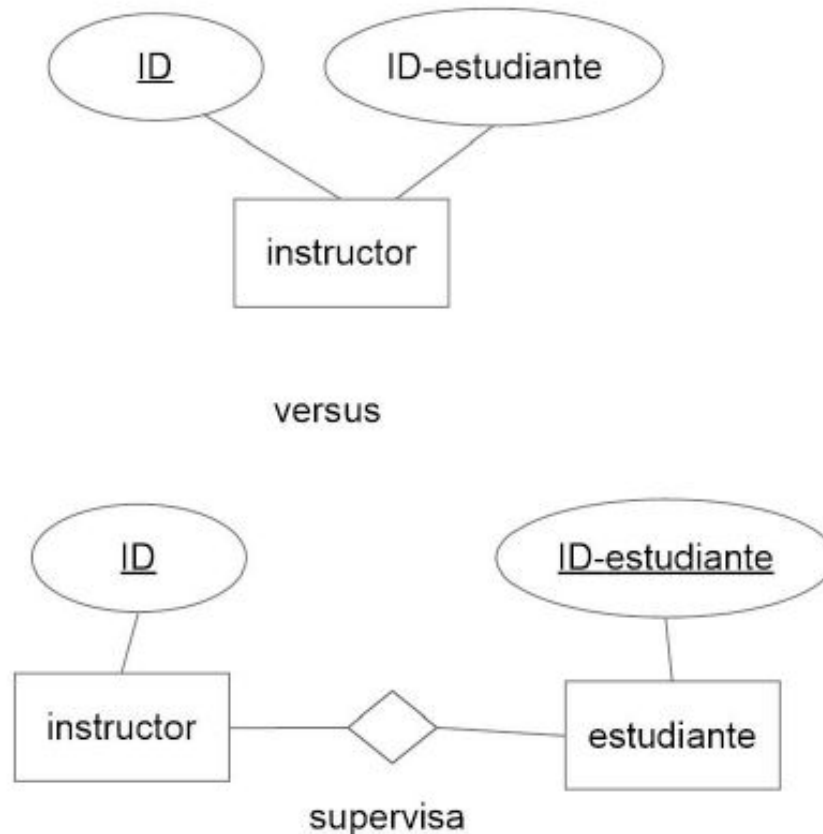 ID ID-estudiante
instructor
versus
ID ID-estudiante
instructor estudiante
supervisa